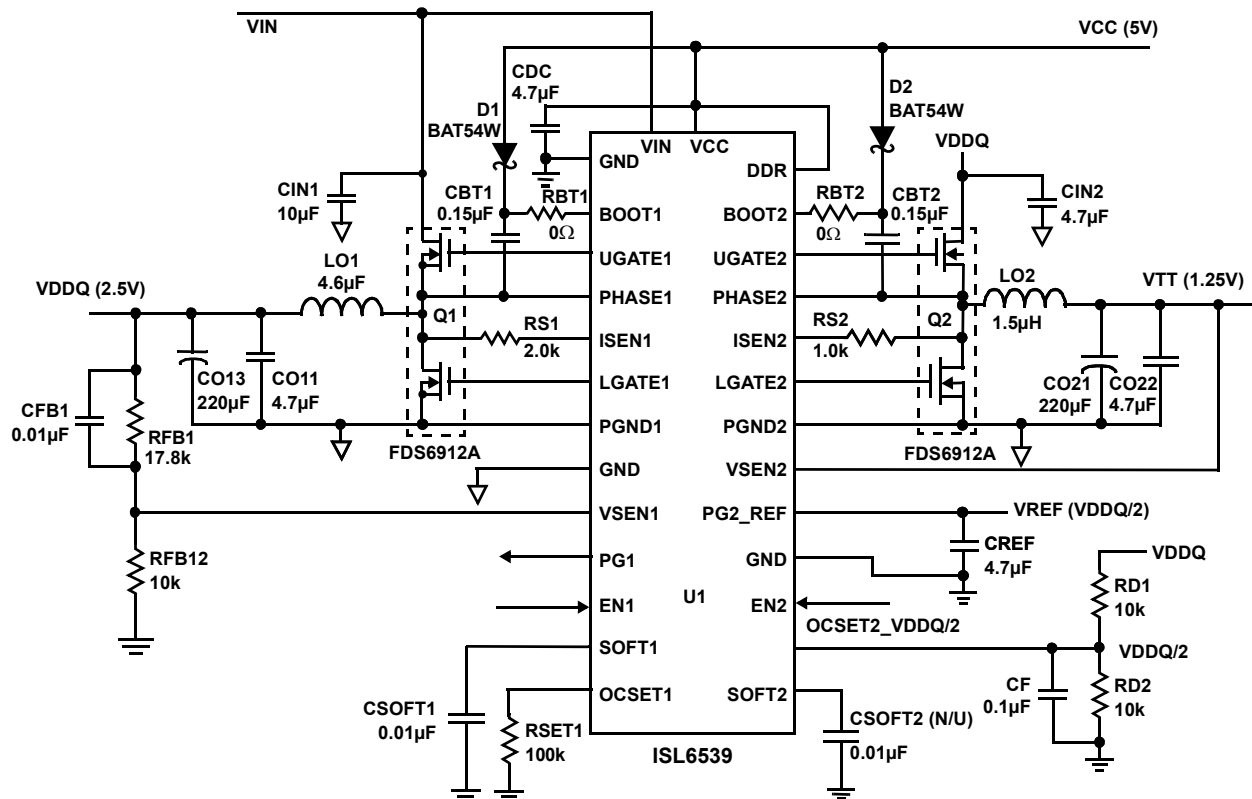 VIN
VCC (5V)
CDC
4.7µF
D1
BAT54W
D2
BAT54W
VIN
VCC
VDDQ
GND
DDR
CIN1
10µF
CBT1
0.15µF
RBT1
0Ω
BOOT1
BOOT2
RBT2
0Ω
CBT2
0.15µF
CIN2
4.7µF
LO1
4.6µF
UGATE1
UGATE2
LO2
1.5µH
VDDQ (2.5V)
VTT (1.25V)
PHASE1
PHASE2
Q1
RS1
2.0k
ISEN1
ISEN2
RS2
1.0k
Q2
CO13
220µF
CO11
4.7µF
LGATE1
LGATE2
CO21
220µF
CO22
4.7µF
CFB1
0.01µF
RFB1
17.8k
PGND1
PGND2
FDS6912A
FDS6912A
GND
VSEN2
VSEN1
PG2_REF
VREF (VDDQ/2)
RFB12
10k
PG1
GND
CREF
4.7µF
VDDQ
RD1
10k
U1
EN1
EN2
OCSET2_VDDQ/2
SOFT1
VDDQ/2
OCSET1
SOFT2
CF
0.1µF
RD2
10k
CSOFT1
0.01µF
RSET1
100k
CSOFT2 (N/U)
0.01µF
ISL6539